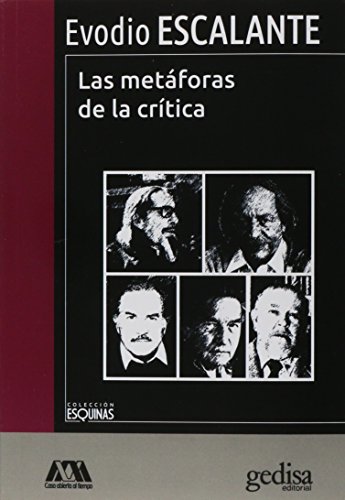 Evodio ESCALANTE
Las metáforas
de la crítica
COLECCIÓN
ESQUINAS
Casa abierta al tiempo
gedisa
editorial